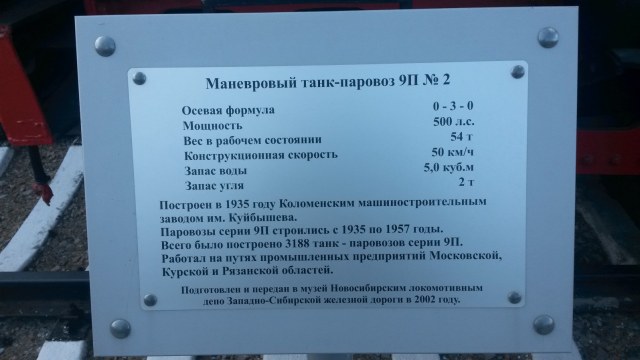 Маневровый танк-паровоз 9П № 2
Осевая формула 0 - 3 - 0
Мощность 500 л.с.
Вес в рабочем состоянии 54 т
Конструкционная скорость 50 км/ч
Запас воды 5,0 куб.м
Запас угля 2 т
Построен в 1935 году Коломенским машиностроительным
заводом им. Куйбышева.
Паровозы серии 9П строились с 1935 по 1957 годы.
Всего было построено 3188 танк - паровозов серии 9П.
Работал на путях промышленных предприятий Московской,
Курской и Рязанской областей.
Подготовлен и передан в музей Новосибирским локомотивным
депо Западно-Сибирской железной дороги в 2002 году.